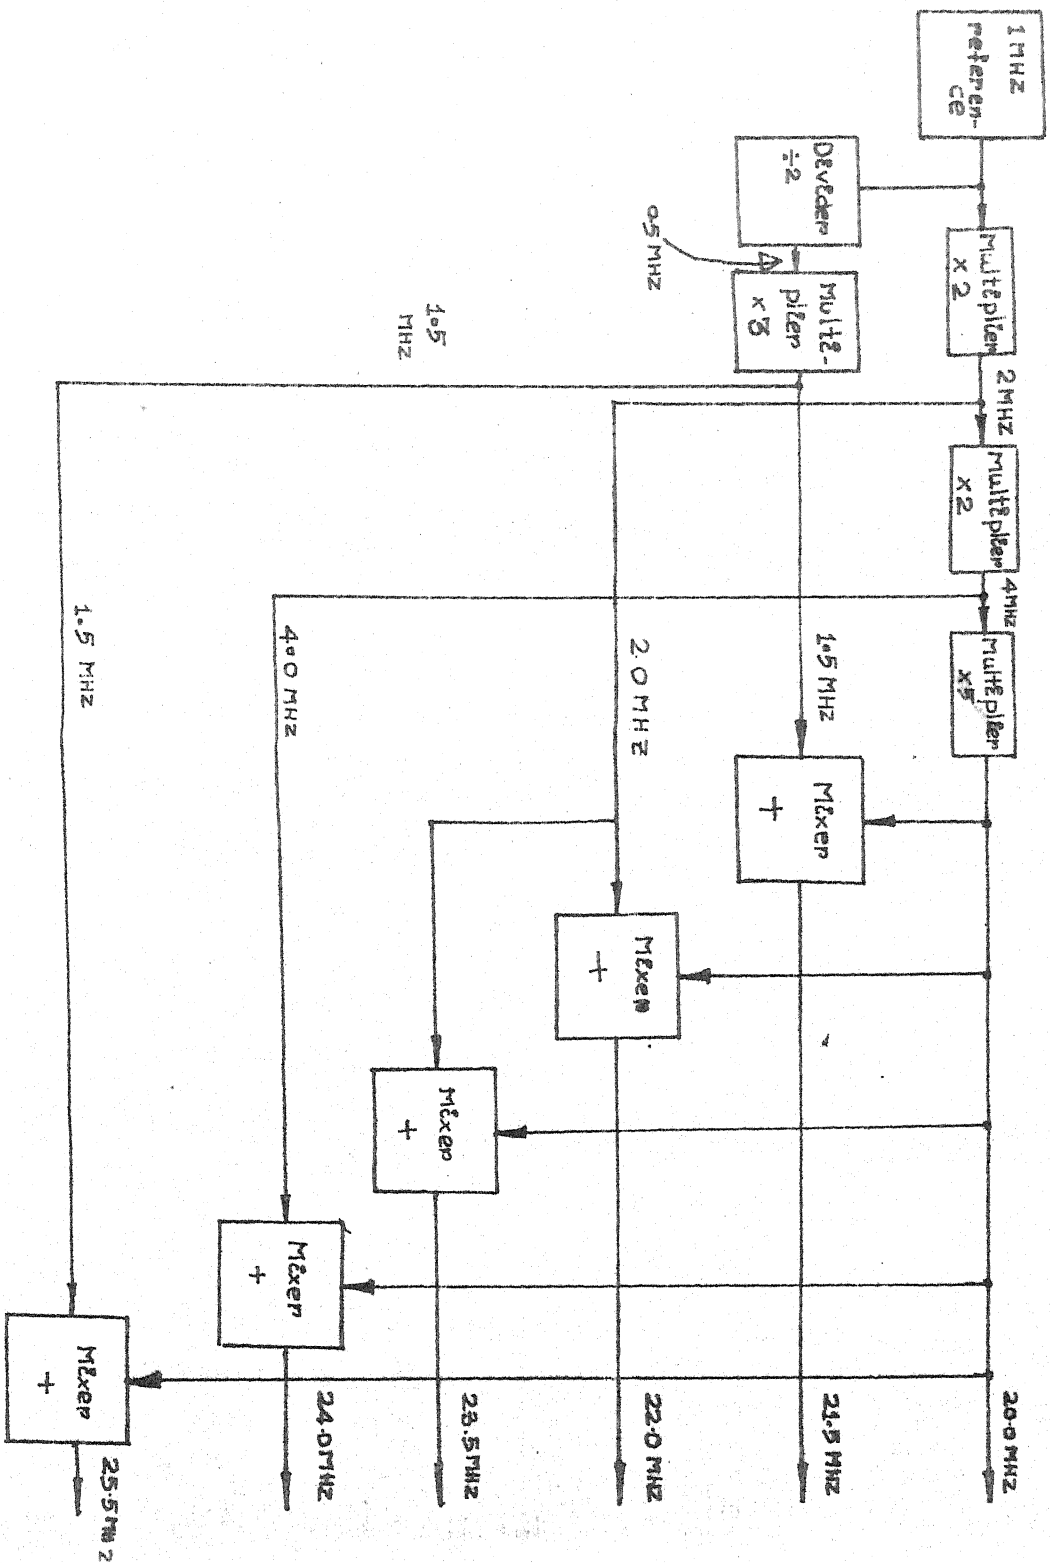 1 MHZ
referen-
ce
Devider
÷2
0.5 MHZ
Multiplier
x 2
Multi-
plier
x 3
1.5
MHZ
2 MHZ
Multiplier
x 2
4 MHZ
Multiplier
x5
1.5 MHZ
2.0 MHZ
4.0 MHZ
1.5 MHZ
Mixer
+
Mixer
+
Mixer
+
Mixer
+
Mixer
+
20.0 MHZ
21.5 MHZ
22.0 MHZ
23.5 MHZ
24.0 MHZ
25.5 MHZ